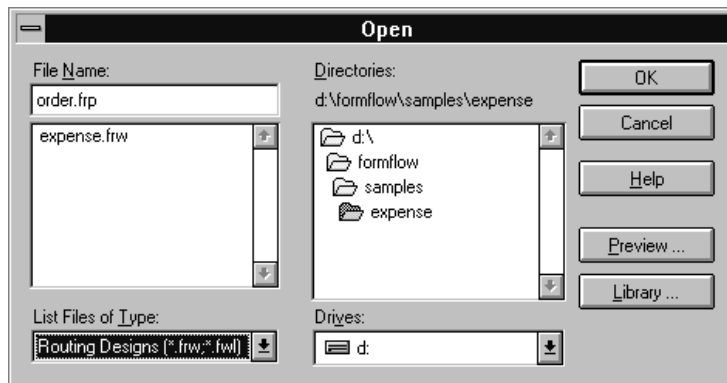 Open
File Name:
order.frp
expense.frw
List Files of Type:
Routing Designs (*.frw;*.fwl)
Directories:
d:\formflow\samples\expense
d:\
formflow
samples
expense
Drives:
d:
OK
Cancel
Help
Preview ...
Library ...